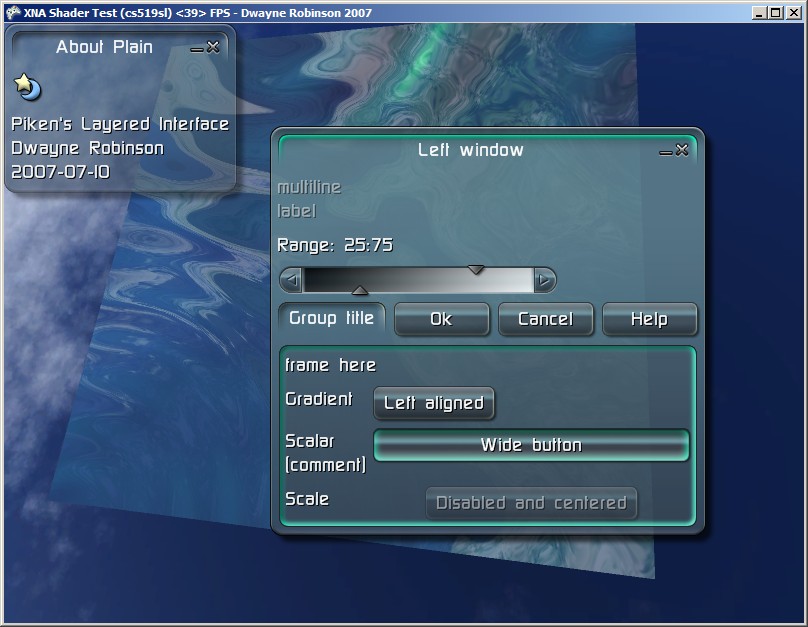 XNA Shader Test (cs519sl) <39> FPS - Dwayne Robinson 2007
About Plain
Piken's Layered Interface
Dwayne Robinson
2007-07-10
Left window
multiline
label
Range: 25:75
Group title
Ok
Cancel
Help
frame here
Gradient
Left aligned
Scalar
(comment)
Wide button
Scale
Disabled and centered